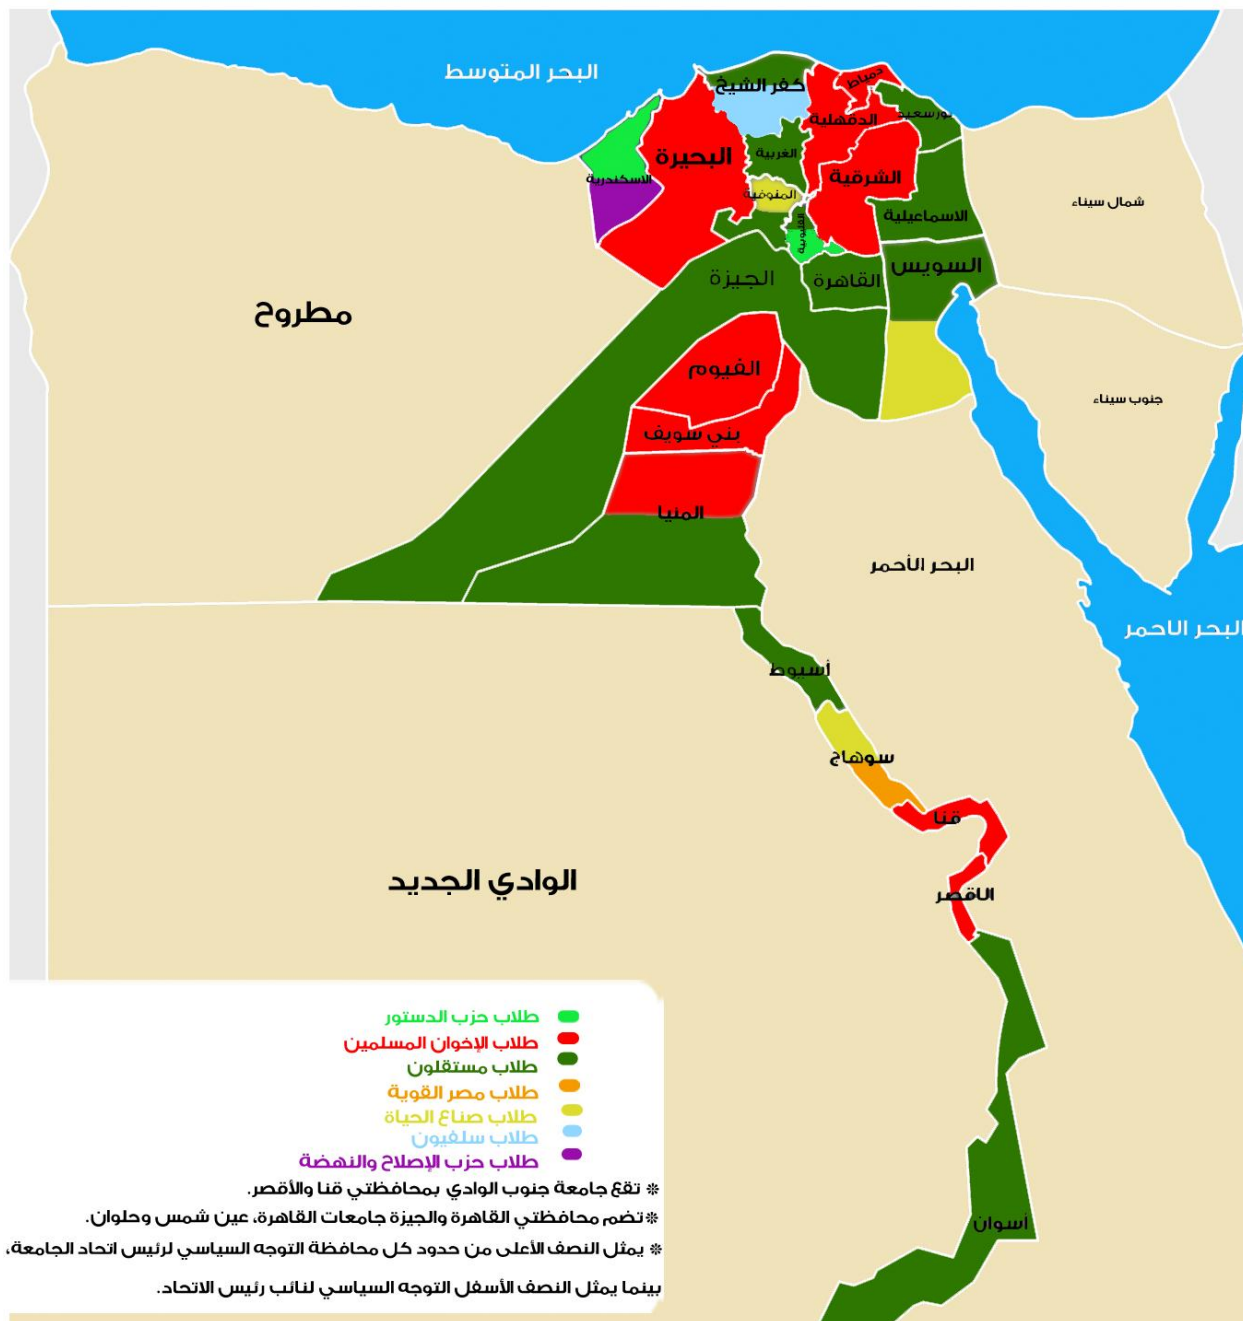 البحر المتوسط
دمياط
كفر الشيخ
بورسعيد
الدقهلية
الغربية
البحيرة
الشرقية
الاسكندرية
المنوفية
شمال سيناء
الاسماعيلية
القليوبية
السويس
القاهرة
الجيزة
مطروح
الفيوم
جنوب سيناء
بني سويف
المنيا
البحر الأحمر
البحر الاحمر
أسيوط
سوهاج
قنا
الوادي الجديد
الاقصر
طلاب حزب الدستور
طلاب الإخوان المسلمين
طلاب مستقلون
طلاب مصر القوية
طلاب صناع الحياة
طلاب سلفيون
طلاب حزب الإصلاح والنهضة
* تقع جامعة جنوب الوادي بمحافظتي قنا والأقصر.
* تضم محافظتي القاهرة والجيزة جامعات القاهرة، عين شمس وحلوان.
* يمثل النصف الأعلى من حدود كل محافظة التوجه السياسي لرئيس اتحاد الجامعة،
بينما يمثل النصف الأسفل التوجه السياسي لنائب رئيس الاتحاد.
أسوان